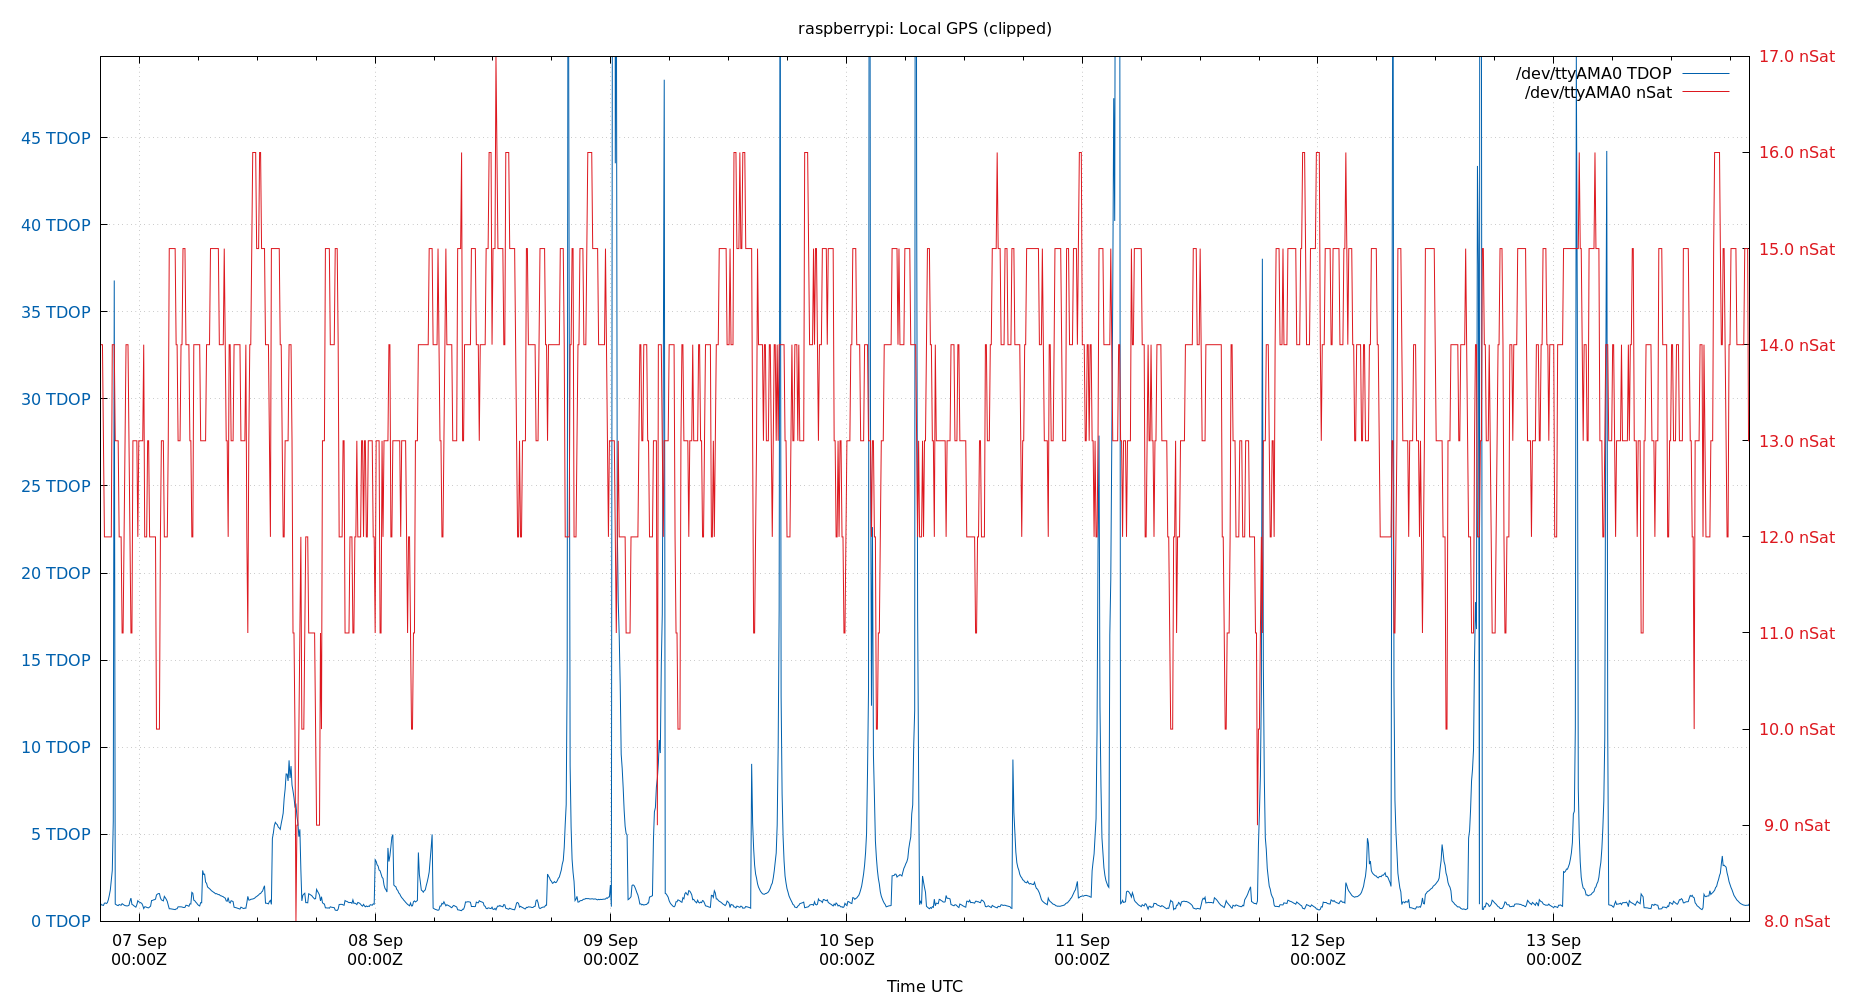 raspberrypi: Local GPS (clipped)
17.0 nSat
/dev/ttyAMA0 TDOP
/dev/ttyAMA0 nSat
45 TDOP
16.0 nSat
40 TDOP
15.0 nSat
35 TDOP
14.0 nSat
30 TDOP
13.0 nSat
25 TDOP
12.0 nSat
20 TDOP
11.0 nSat
15 TDOP
10.0 nSat
10 TDOP
9.0 nSat
5 TDOP
8.0 nSat
0 TDOP
07 Sep 08 Sep 09 Sep 10 Sep 11 Sep 12 Sep 13 Sep
00:00Z 00:00Z 00:00Z 00:00Z 00:00Z 00:00Z 00:00Z
Time UTC